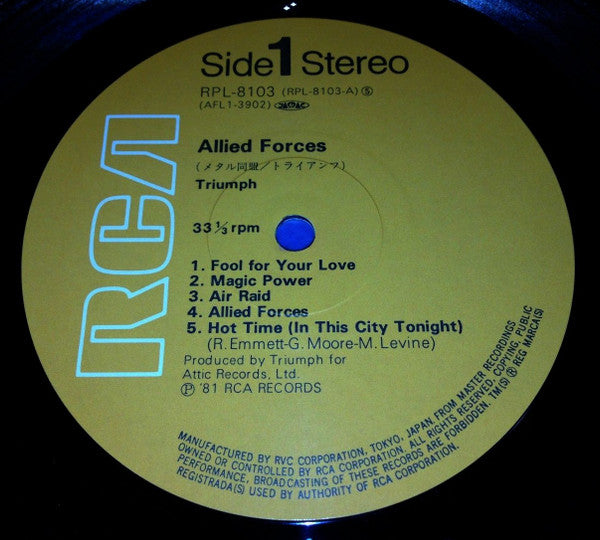 Side 1 Stereo
RPL-8103 (RPL-8103-A) Ⓢ
(AFL1-3902) JASRAC
RCA
Allied Forces
(メタル同盟/トライアンフ)
Triumph
33 1/3 rpm
1. Fool for Your Love
2. Magic Power
3. Air Raid
4. Allied Forces
5. Hot Time (In This City Tonight)
(R. Emmett-G. Moore-M. Levine)
Produced by Triumph for
Attic Records, Ltd.
Ⓟ '81 RCA RECORDS
MANUFACTURED BY RVC CORPORATION, TOKYO, JAPAN FROM MASTER RECORDINGS
OWNED OR CONTROLLED BY RCA CORPORATION. ALL RIGHTS RESERVED. COPYING, PUBLIC
PERFORMANCE, BROADCASTING OF THESE RECORDS ARE FORBIDDEN. TM(S) ® REG MARCA(S)
REGISTRADA(S) USED BY AUTHORITY OF RCA CORPORATION.